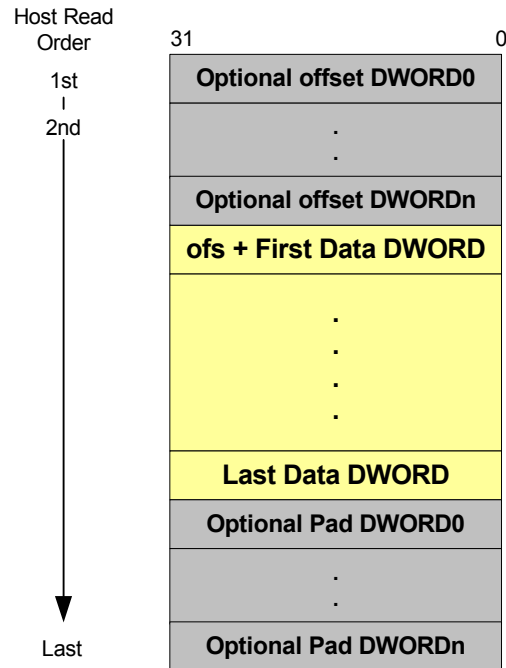 Host Read
Order
31 0
1st
2nd
Optional offset DWORD0
.
.
Optional offset DWORDn
ofs + First Data DWORD
.
.
.
.
Last Data DWORD
Optional Pad DWORD0
.
.
Last
Optional Pad DWORDn